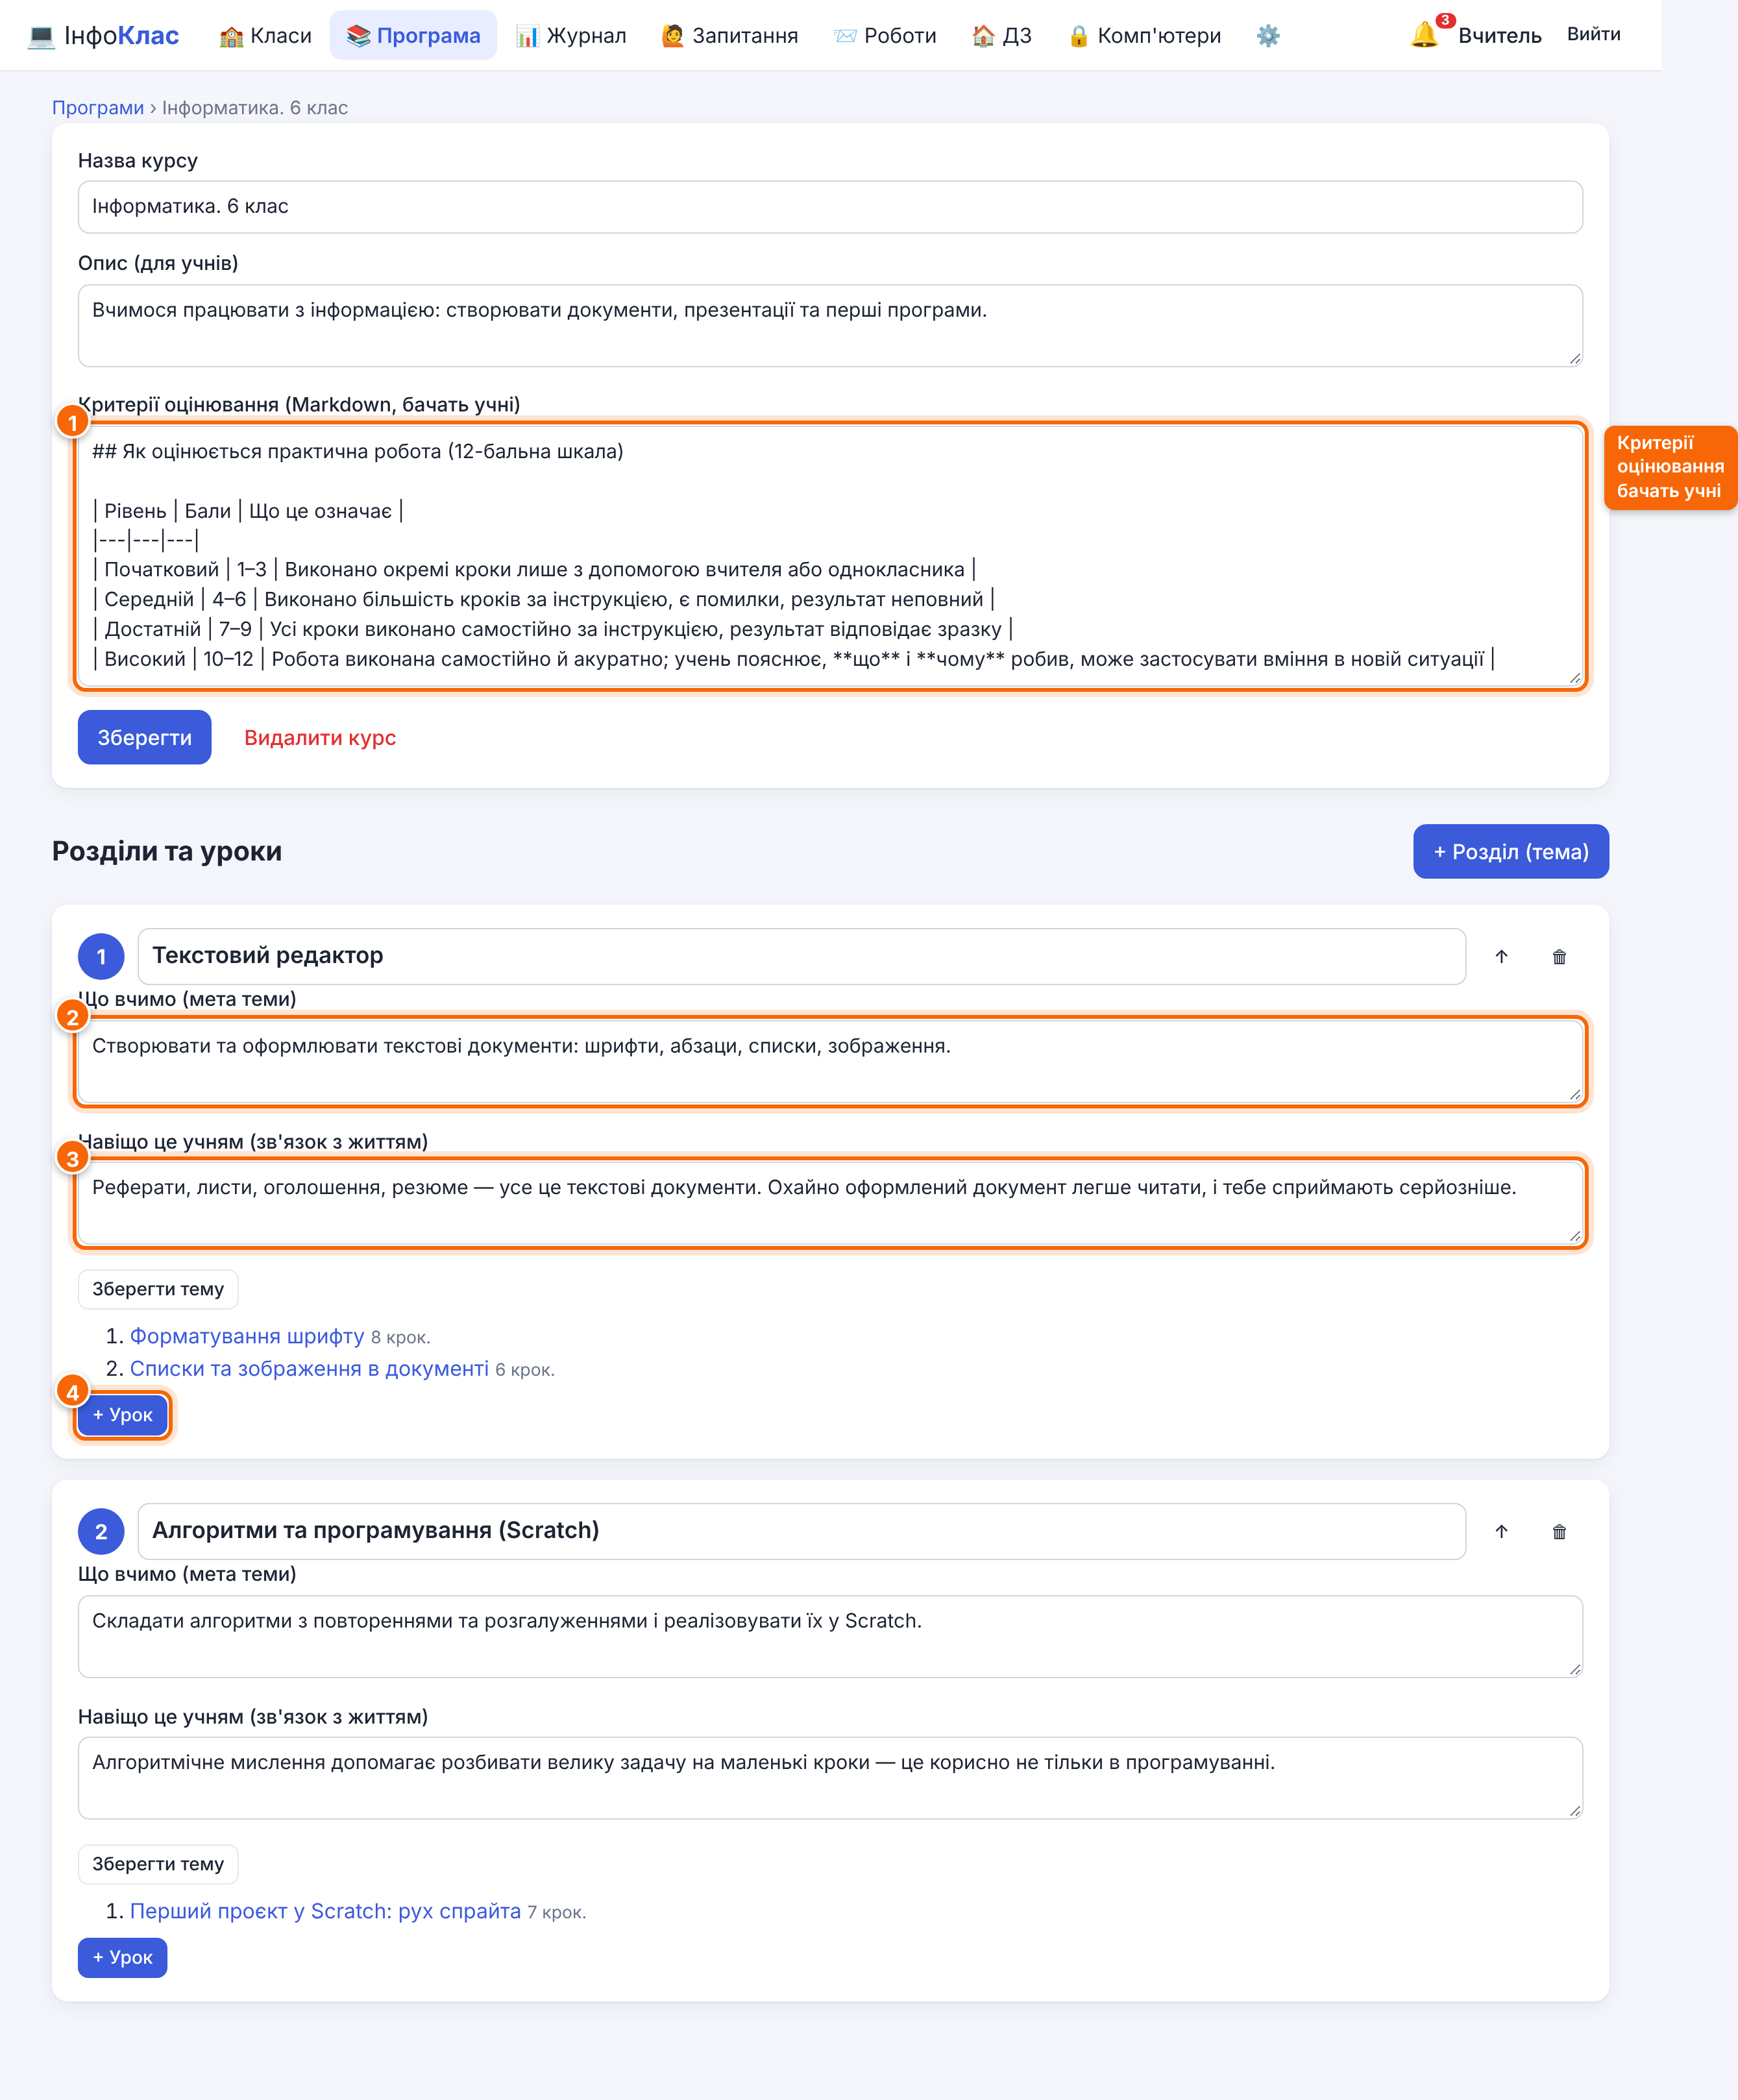 💻 ІнфоКлас 🏫 Класи 📚 Програма 📊 Журнал 🙋 Запитання 📨 Роботи 🏠 ДЗ 🔒 Комп'ютери ⚙️ 🔔 3 Вчитель Вийти
Програми › Інформатика. 6 клас
Назва курсу
Інформатика. 6 клас
Опис (для учнів)
Вчимося працювати з інформацією: створювати документи, презентації та перші програми.
Критерії оцінювання (Markdown, бачать учні)
1
## Як оцінюється практична робота (12-бальна шкала)
Критерії
оцінювання
бачать учні
| Рівень | Бали | Що це означає |
|---|---|---|
| Початковий | 1–3 | Виконано окремі кроки лише з допомогою вчителя або однокласника |
| Середній | 4–6 | Виконано більшість кроків за інструкцією, є помилки, результат неповний |
| Достатній | 7–9 | Усі кроки виконано самостійно за інструкцією, результат відповідає зразку |
| Високий | 10–12 | Робота виконана самостійно й акуратно; учень пояснює, **що** і **чому** робив, може застосувати вміння в новій ситуації |
Зберегти Видалити курс
Розділи та уроки + Розділ (тема)
1 Текстовий редактор ↑ 🗑
Що вчимо (мета теми)
2
Створювати та оформлювати текстові документи: шрифти, абзаци, списки, зображення.
Навіщо це учням (зв'язок з життям)
3
Реферати, листи, оголошення, резюме — усе це текстові документи. Охайно оформлений документ легше читати, і тебе сприймають серйозніше.
Зберегти тему
1. Форматування шрифту 8 крок.
2. Списки та зображення в документі 6 крок.
4
+ Урок
2 Алгоритми та програмування (Scratch) ↑ 🗑
Що вчимо (мета теми)
Складати алгоритми з повтореннями та розгалуженнями і реалізовувати їх у Scratch.
Навіщо це учням (зв'язок з життям)
Алгоритмічне мислення допомагає розбивати велику задачу на маленькі кроки — це корисно не тільки в програмуванні.
Зберегти тему
1. Перший проєкт у Scratch: рух спрайта 7 крок.
+ Урок